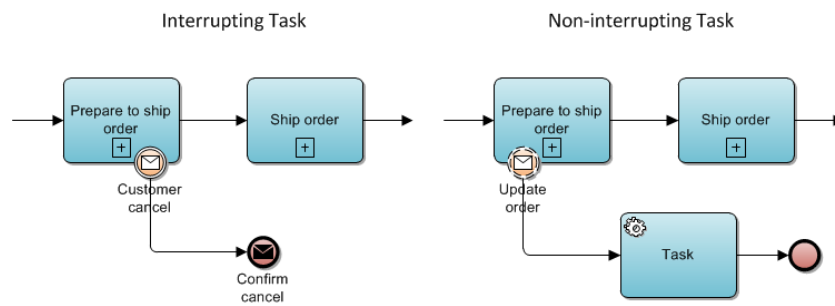 Interrupting Task
Prepare to ship
order
Ship order
Customer
cancel
Confirm
cancel
Non-interrupting Task
Prepare to ship
order
Ship order
Update
order
Task